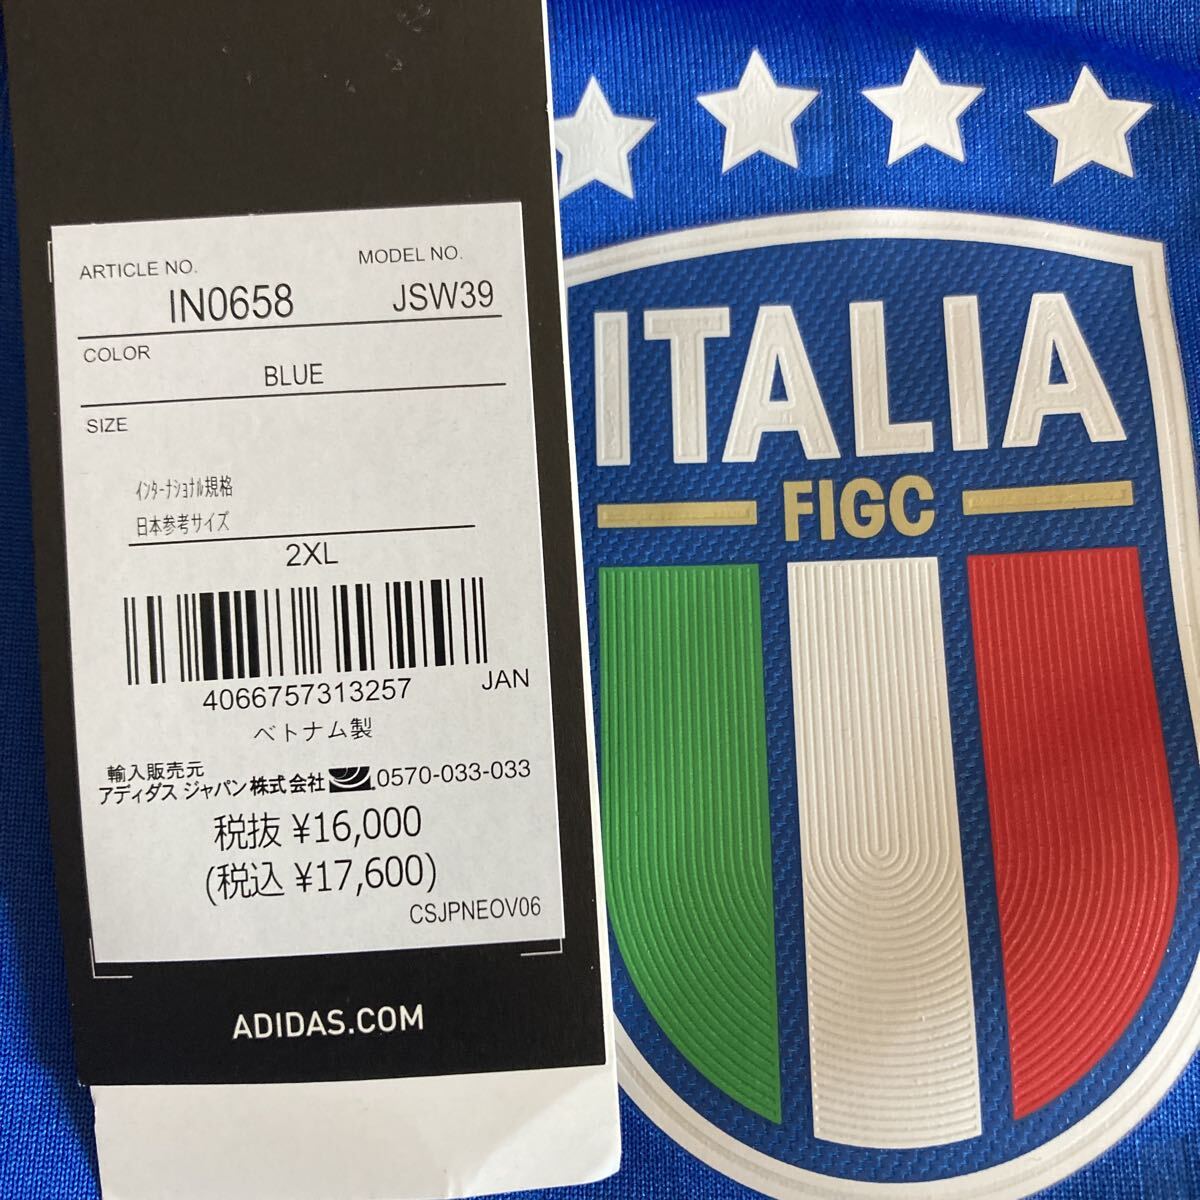 ARTICLE NO. MODEL NO.
IN0658 JSW39
COLOR
BLUE
SIZE
インターナショナル規格
日本参考サイズ
2XL
4066757313257 JAN
ベトナム製
輸入販売元
アディダス ジャパン株式会社 0570-033-033
税抜 ¥16,000
(税込 ¥17,600)
CSJPNEOV06
ADIDAS.COM
ITALIA
FIGC